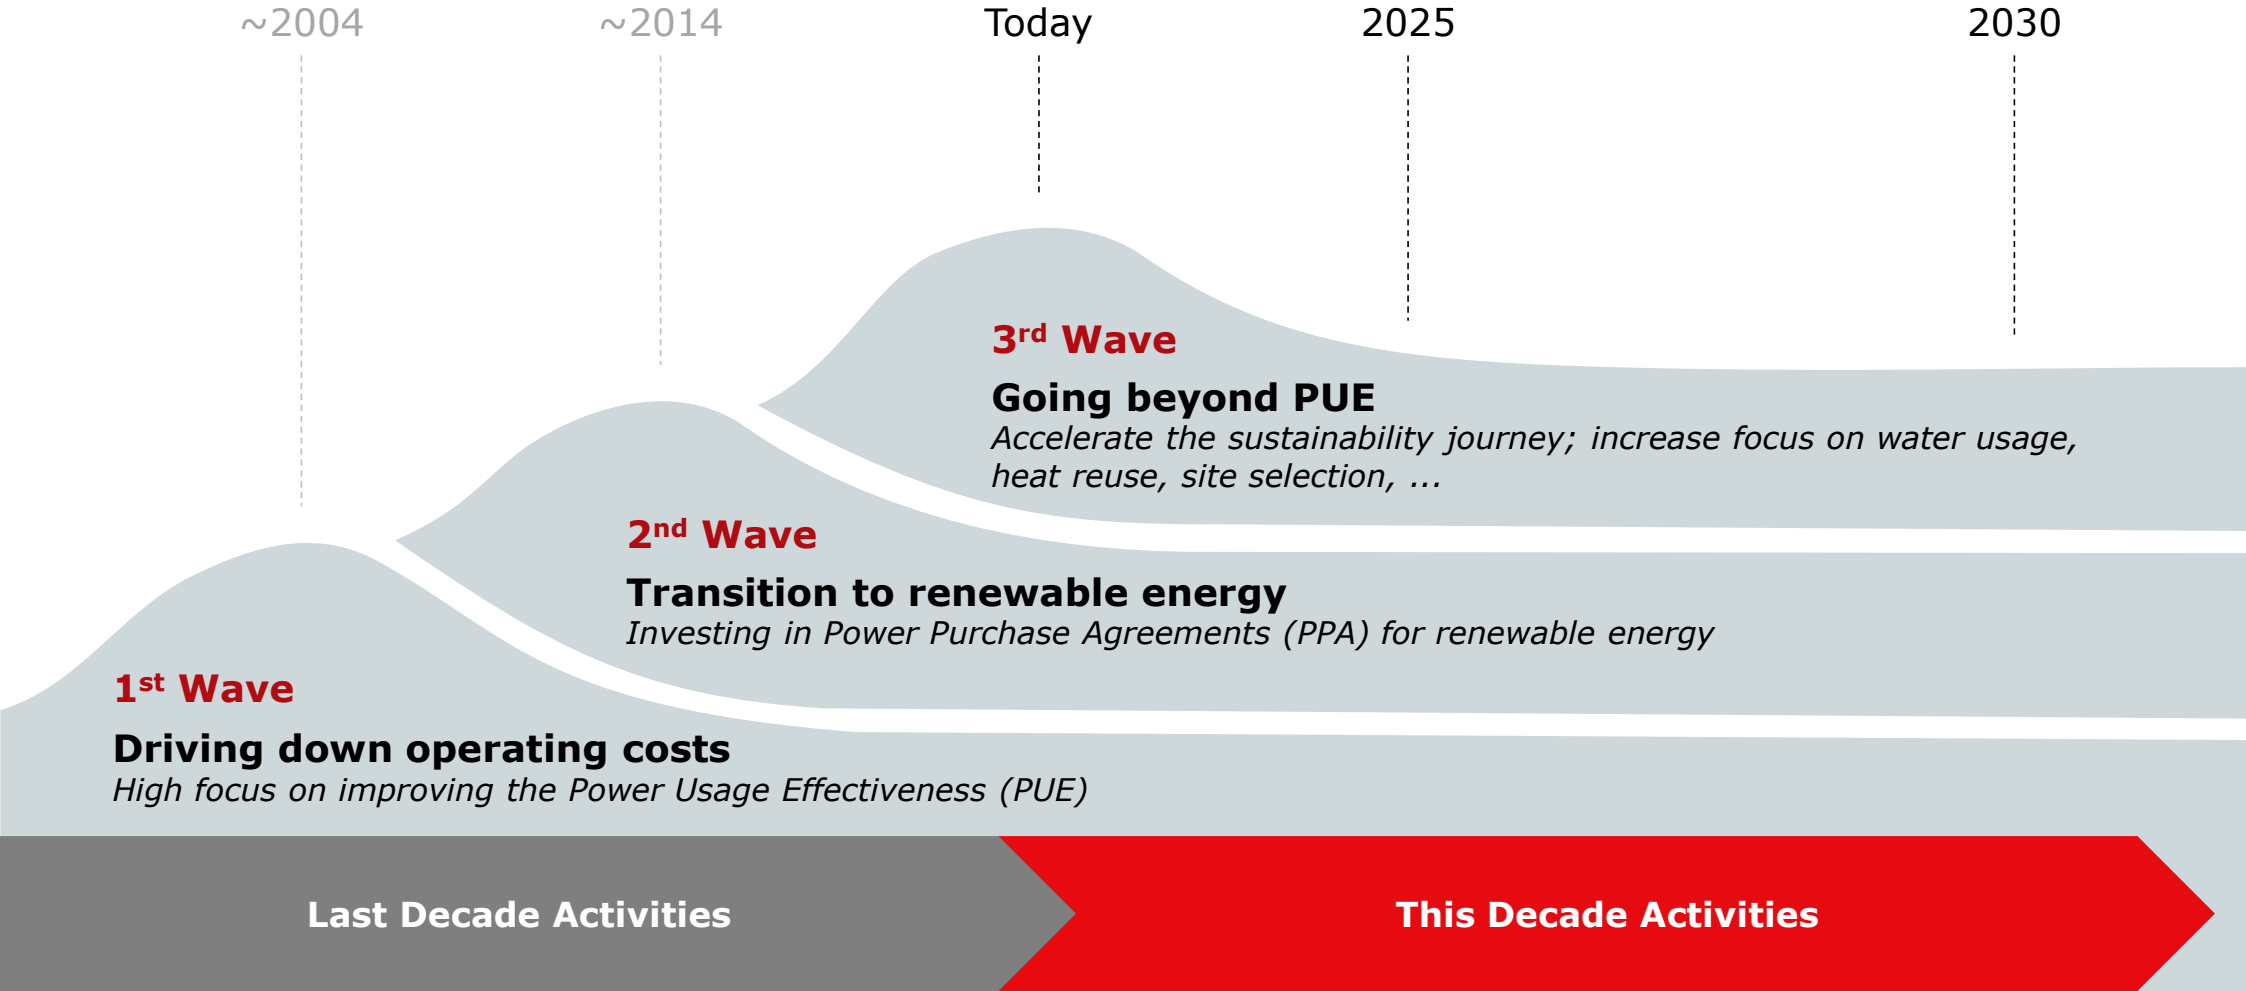 ~2004
~2014
Today
2025
2030
3rd Wave
Going beyond PUE
Accelerate the sustainability journey; increase focus on water usage,
heat reuse, site selection, ...
2nd Wave
Transition to renewable energy
Investing in Power Purchase Agreements (PPA) for renewable energy
1st Wave
Driving down operating costs
High focus on improving the Power Usage Effectiveness (PUE)
Last Decade Activities
This Decade Activities